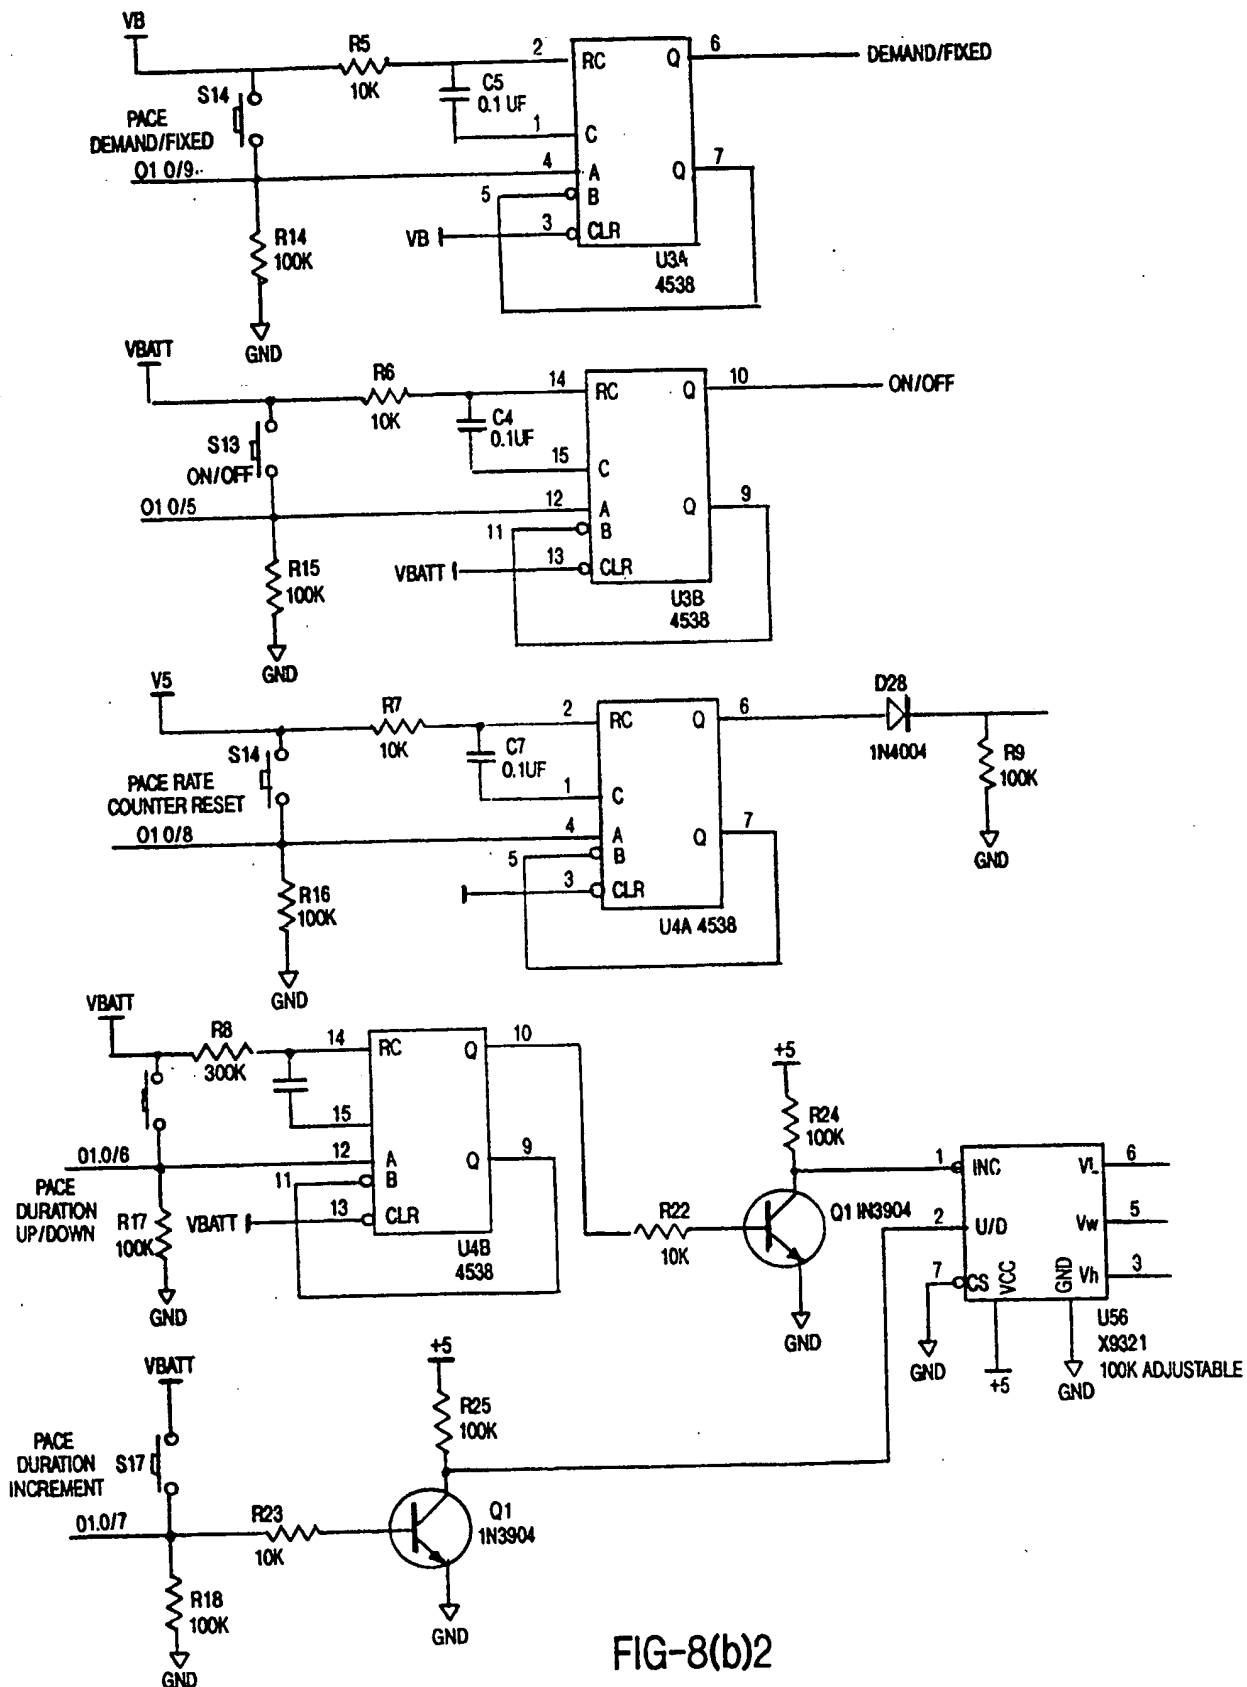 VB
R5
10K
2
RC
Q
6
DEMAND/FIXED
S14
C5
0.1 UF
PACE
DEMAND/FIXED
1
C
O1 0/9
4
A
Q
7
5
B
VB
3
CLR
R14
100K
U3A
4538
GND
VBATT
R6
10K
14
RC
Q
10
ON/OFF
S13
ON/OFF
C4
0.1UF
15
C
O1 0/5
12
A
Q
9
11
B
VBATT
13
CLR
R15
100K
U3B
4538
GND
V5
R7
10K
2
RC
Q
6
D28
1N4004
R9
100K
GND
S14
PACE RATE
COUNTER RESET
C7
0.1UF
1
C
O1 0/8
4
A
Q
7
5
B
3
CLR
R16
100K
U4A 4538
GND
VBATT
R8
300K
14
RC
Q
10
15
01.0/6
12
A
Q
9
11
B
PACE
DURATION
UP/DOWN
R17
100K
VBATT
13
CLR
U4B
4538
GND
+5
R24
100K
R22
10K
Q1 IN3904
GND
1
INC
VL
6
2
U/D
Vw
5
7
CS
VCC
GND
Vh
3
GND
+5
GND
U56
X9321
100K ADJUSTABLE
VBATT
+5
R25
100K
PACE
DURATION
INCREMENT
S17
01.0/7
R23
10K
Q1
1N3904
R18
100K
GND
GND
FIG-8(b)2